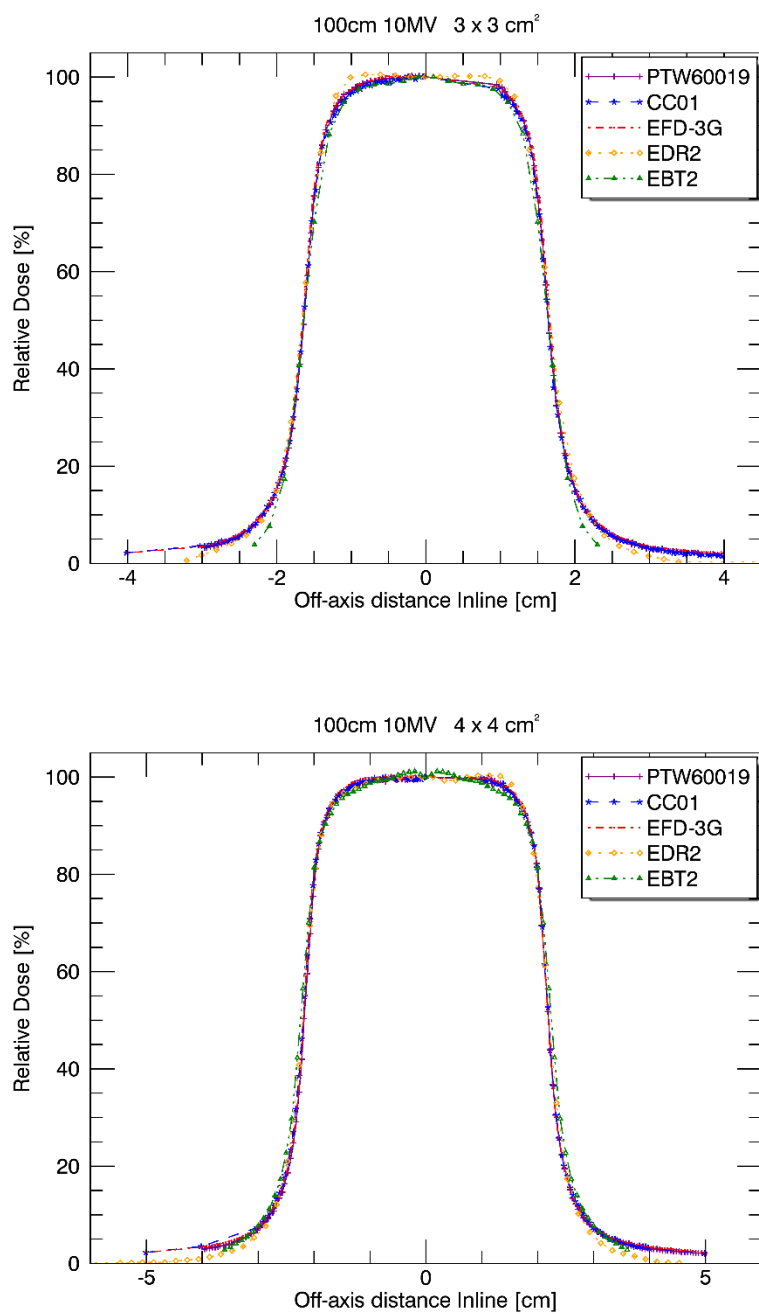 100cm 10MV 3 x 3 cm²
PTW60019
CC01
EFD-3G
EDR2
EBT2
100
80
60
40
20
0
Relative Dose [%]
-4
-2
0
2
4
Off-axis distance Inline [cm]
100cm 10MV 4 x 4 cm²
PTW60019
CC01
EFD-3G
EDR2
EBT2
100
80
60
40
20
0
Relative Dose [%]
-5
0
5
Off-axis distance Inline [cm]